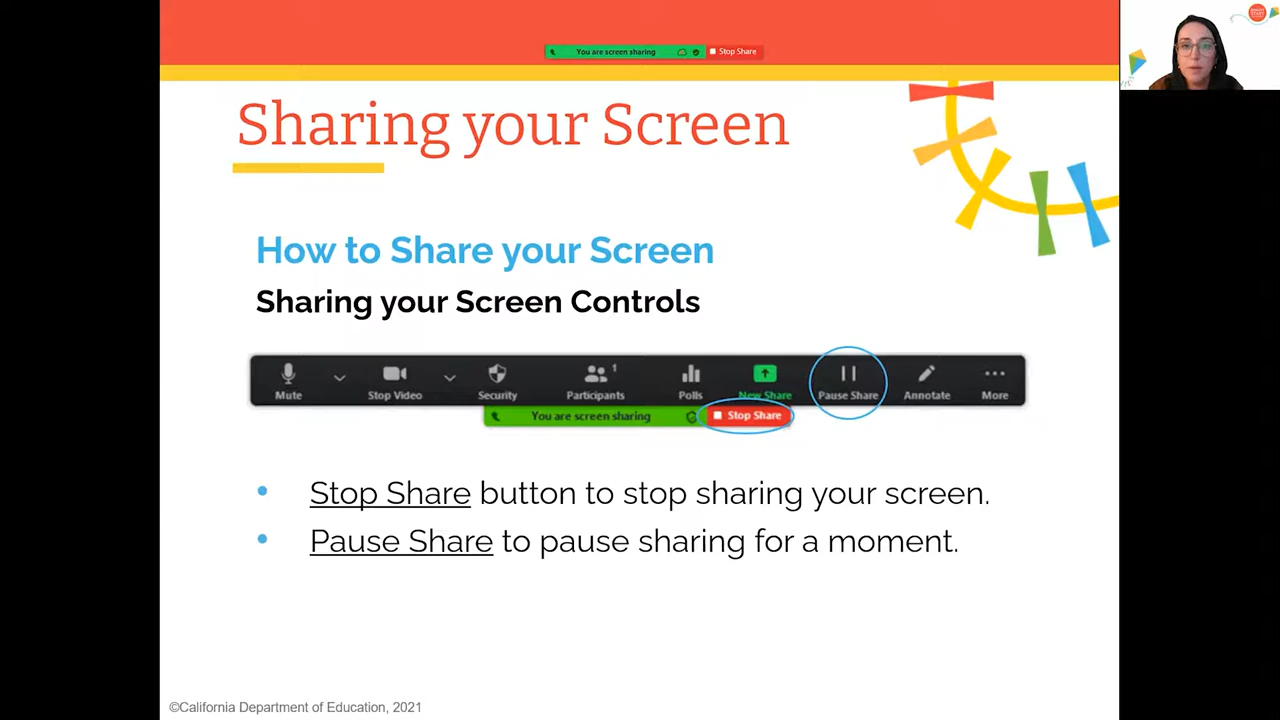 You are screen sharing Stop Share
Sharing your Screen
How to Share your Screen
Sharing your Screen Controls
Mute Stop Video Security Participants 1 Polls New Share Pause Share Annotate More
You are screen sharing Stop Share
• Stop Share button to stop sharing your screen.
• Pause Share to pause sharing for a moment.
©California Department of Education, 2021